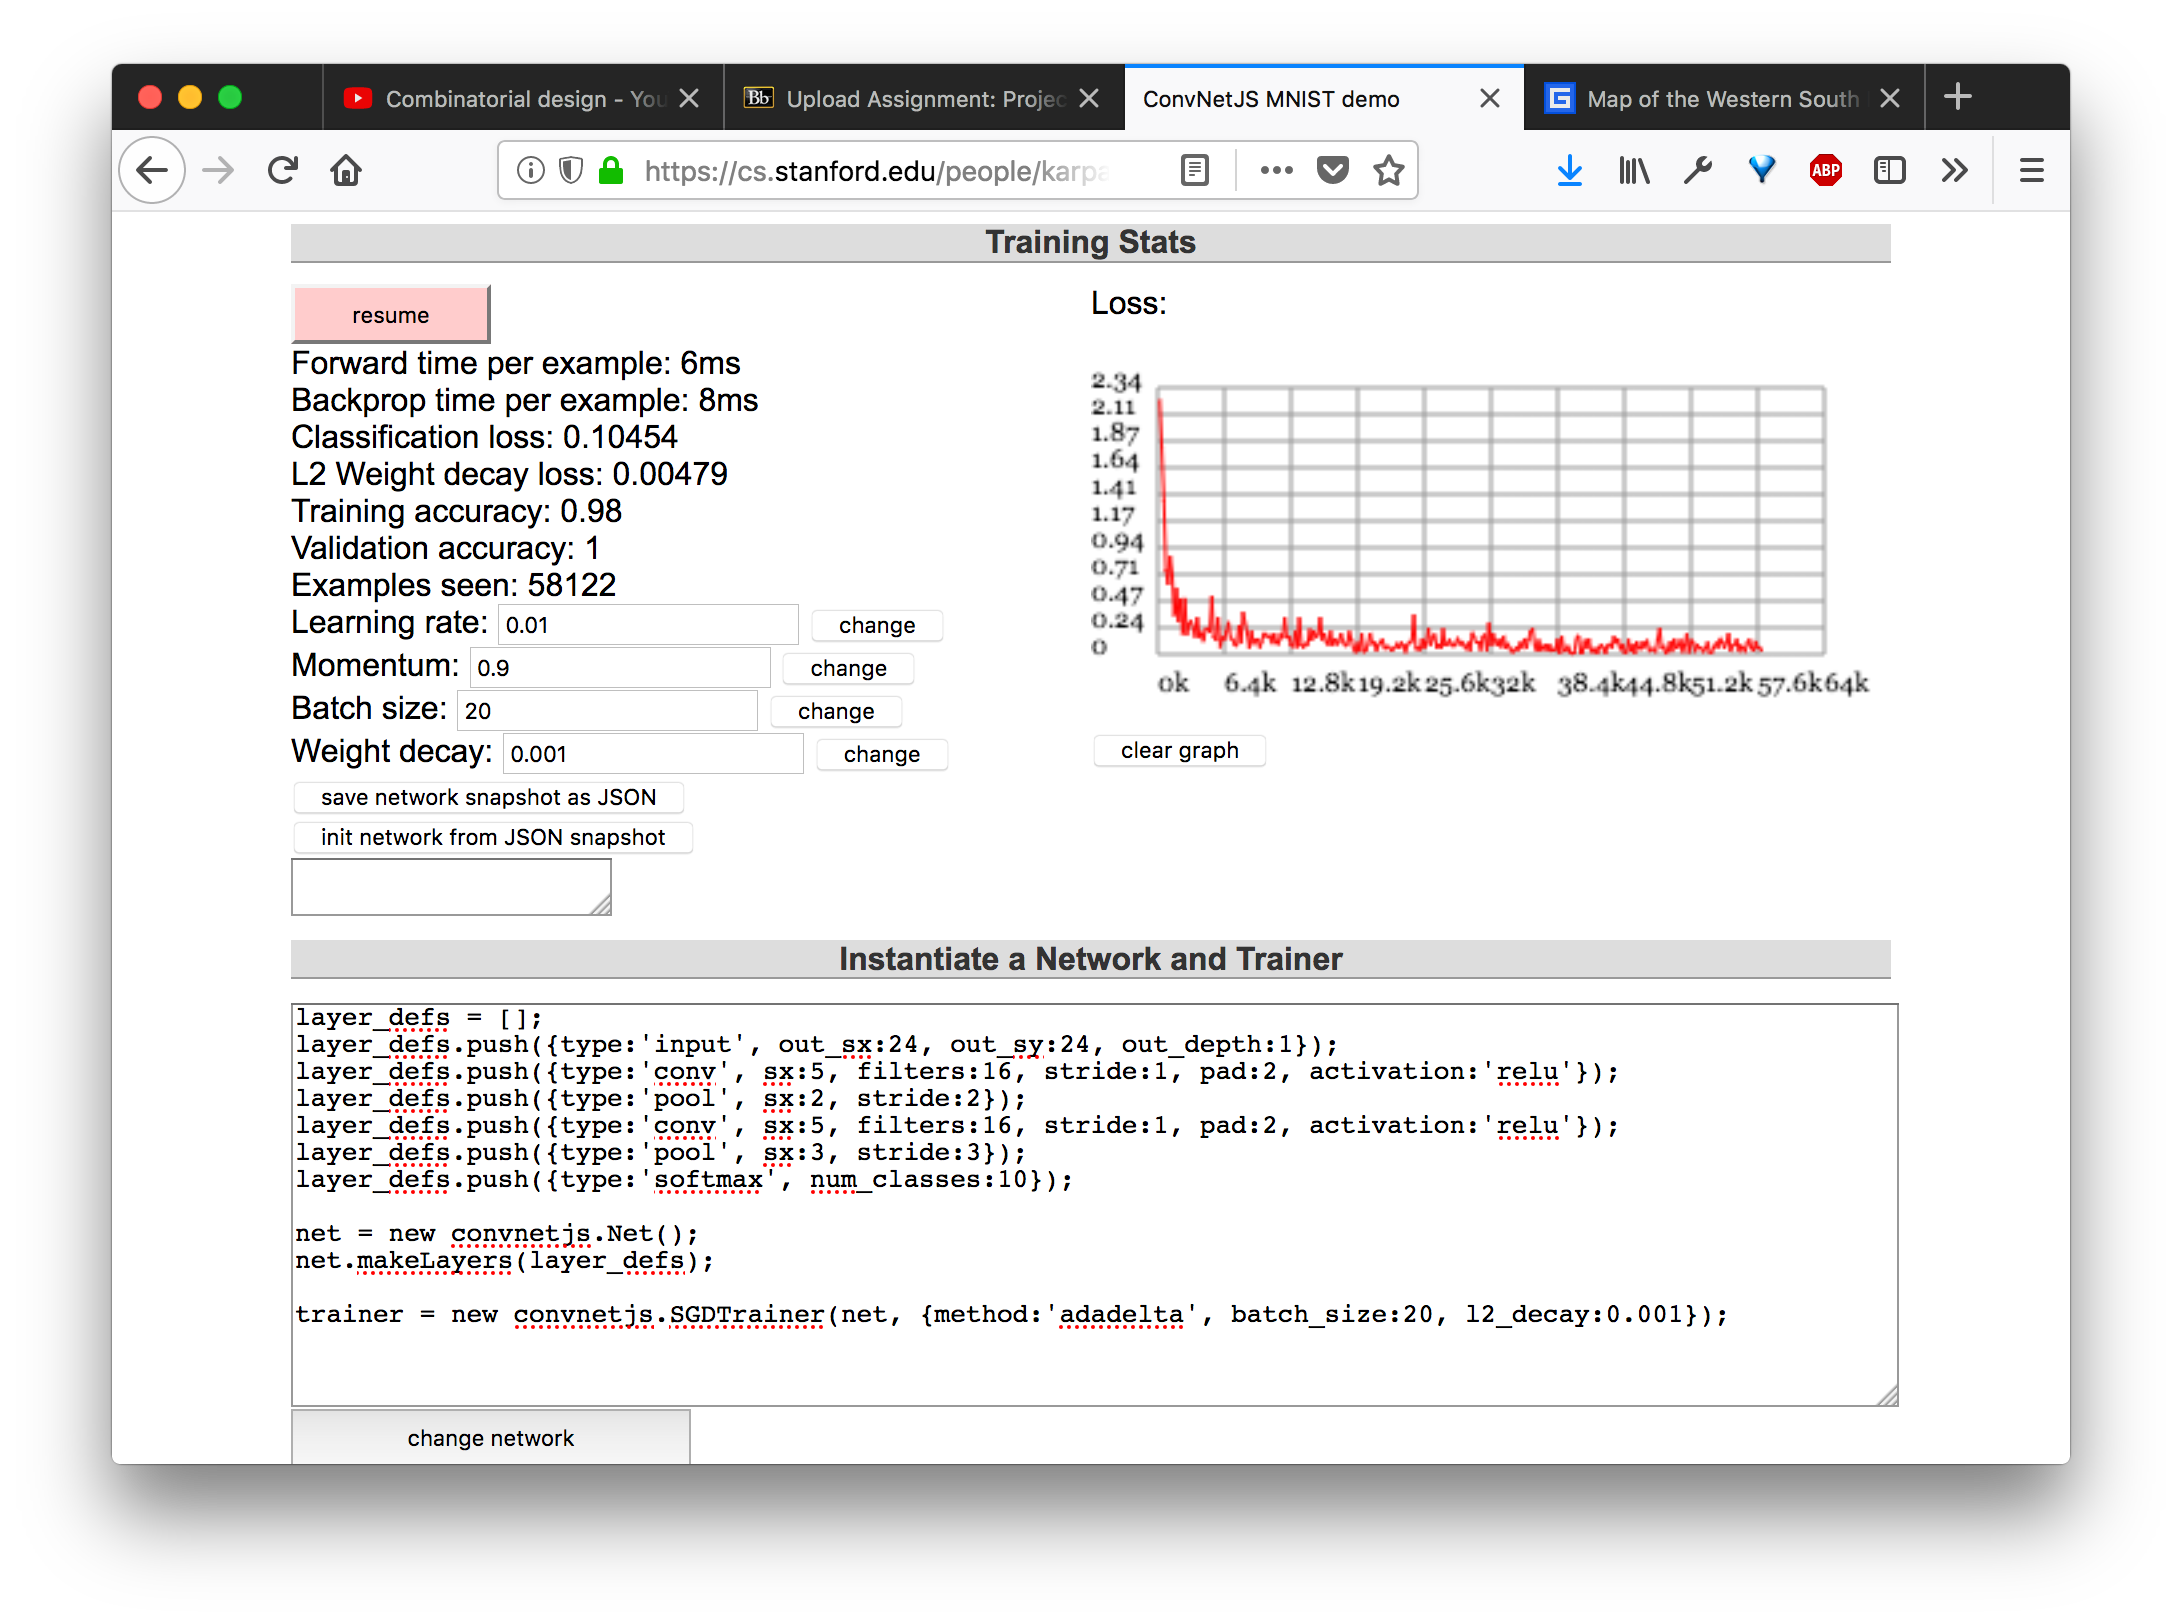 Combinatorial design - You
Bb Upload Assignment: Projec
ConvNetJS MNIST demo
Map of the Western South
https://cs.stanford.edu/people/karpa
ABP
Training Stats
resume
Forward time per example: 6ms
Backprop time per example: 8ms
Classification loss: 0.10454
L2 Weight decay loss: 0.00479
Training accuracy: 0.98
Validation accuracy: 1
Examples seen: 58122
Learning rate: 0.01 change
Momentum: 0.9 change
Batch size: 20 change
Weight decay: 0.001 change
save network snapshot as JSON
init network from JSON snapshot
Loss:
2.34
2.11
1.87
1.64
1.41
1.17
0.94
0.71
0.47
0.24
0
0k 6.4k 12.8k 19.2k 25.6k 32k 38.4k 44.8k 51.2k 57.6k 64k
clear graph
Instantiate a Network and Trainer
layer_defs = [];
layer_defs.push({type:'input', out_sx:24, out_sy:24, out_depth:1});
layer_defs.push({type:'conv', sx:5, filters:16, stride:1, pad:2, activation:'relu'});
layer_defs.push({type:'pool', sx:2, stride:2});
layer_defs.push({type:'conv', sx:5, filters:16, stride:1, pad:2, activation:'relu'});
layer_defs.push({type:'pool', sx:3, stride:3});
layer_defs.push({type:'softmax', num_classes:10});
net = new convnetjs.Net();
net.makeLayers(layer_defs);
trainer = new convnetjs.SGDTrainer(net, {method:'adadelta', batch_size:20, l2_decay:0.001});
change network